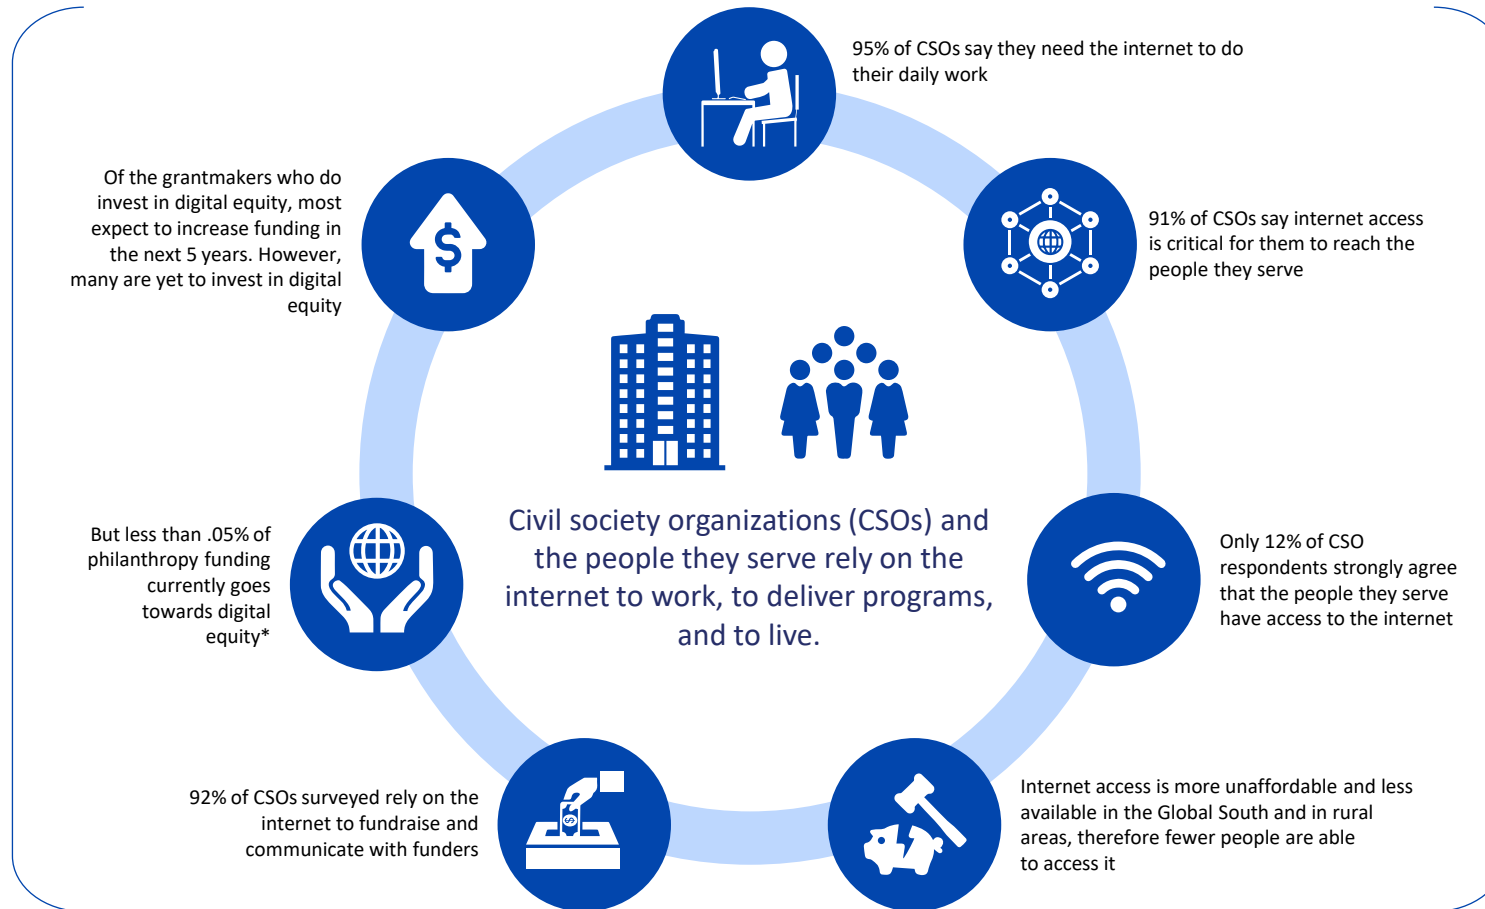 95% of CSOs say they need the internet to do
their daily work
91% of CSOs say internet access
is critical for them to reach the
people they serve
Only 12% of CSO
respondents strongly agree
that the people they serve
have access to the internet
Internet access is more unaffordable and less
available in the Global South and in rural
areas, therefore fewer people are able
to access it
92% of CSOs surveyed rely on the
internet to fundraise and
communicate with funders
But less than .05% of
philanthropy funding
currently goes
towards digital
equity*
Of the grantmakers who do
invest in digital equity, most
expect to increase funding in
the next 5 years. However,
many are yet to invest in digital
equity
$
Civil society organizations (CSOs) and
the people they serve rely on the
internet to work, to deliver programs,
and to live.